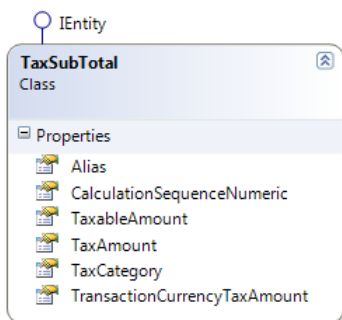 IEntity
TaxSubTotal
Class
Properties
Alias
CalculationSequenceNumeric
TaxableAmount
TaxAmount
TaxCategory
TransactionCurrencyTaxAmount